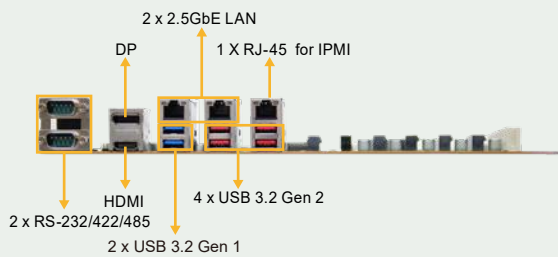 2 x 2.5GbE LAN
DP
1 X RJ-45 for IPMI
HDMI
4 x USB 3.2 Gen 2
2 x RS-232/422/485
2 x USB 3.2 Gen 1